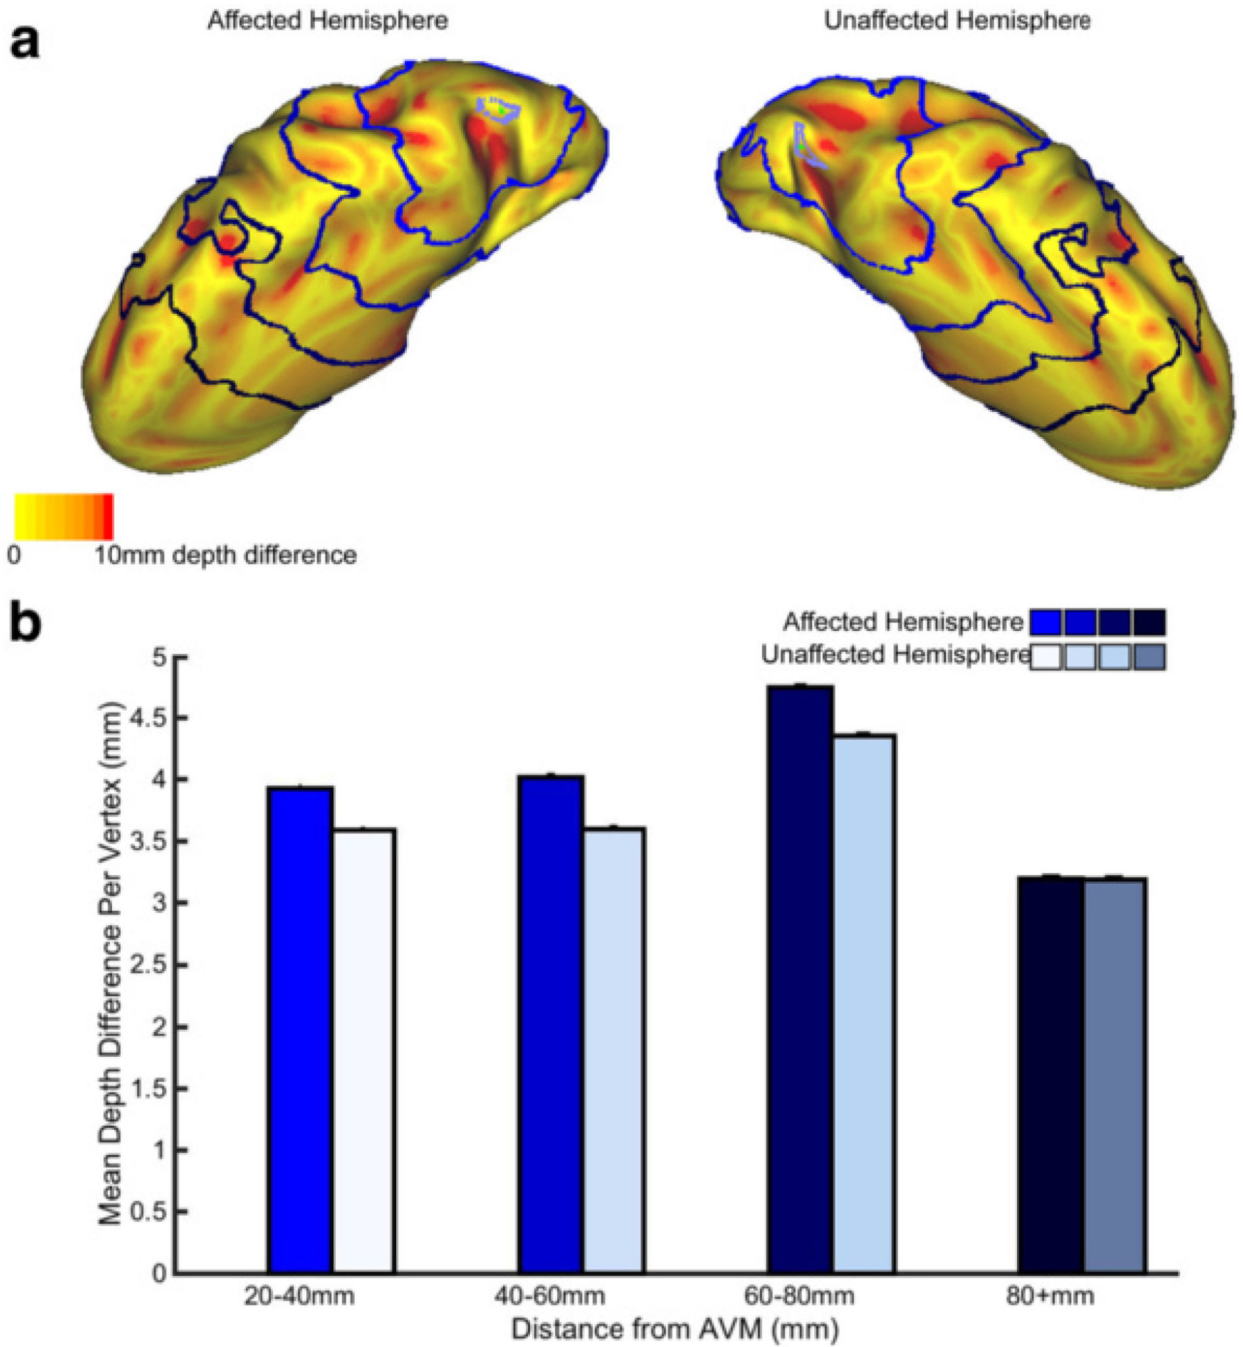 a
Affected Hemisphere
Unaffected Hemisphere
0
10mm depth difference
b
Affected Hemisphere
Unaffected Hemisphere
Mean Depth Difference Per Vertex (mm)
5
4.5
4
3.5
3
2.5
2
1.5
1
0.5
0
20-40mm
40-60mm
60-80mm
80+mm
Distance from AVM (mm)